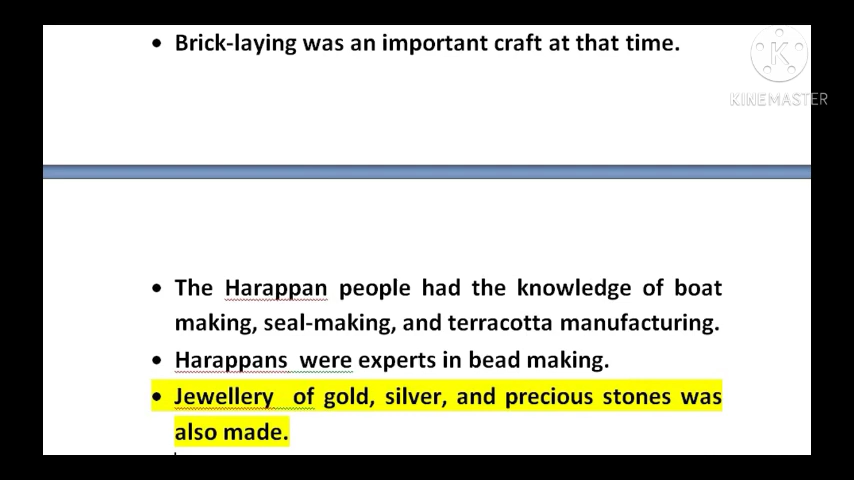 • Brick-laying was an important craft at that time.
K
KINEMASTER
• The Harappan people had the knowledge of boat
making, seal-making, and terracotta manufacturing.
• Harappans were experts in bead making.
• Jewellery of gold, silver, and precious stones was
also made.